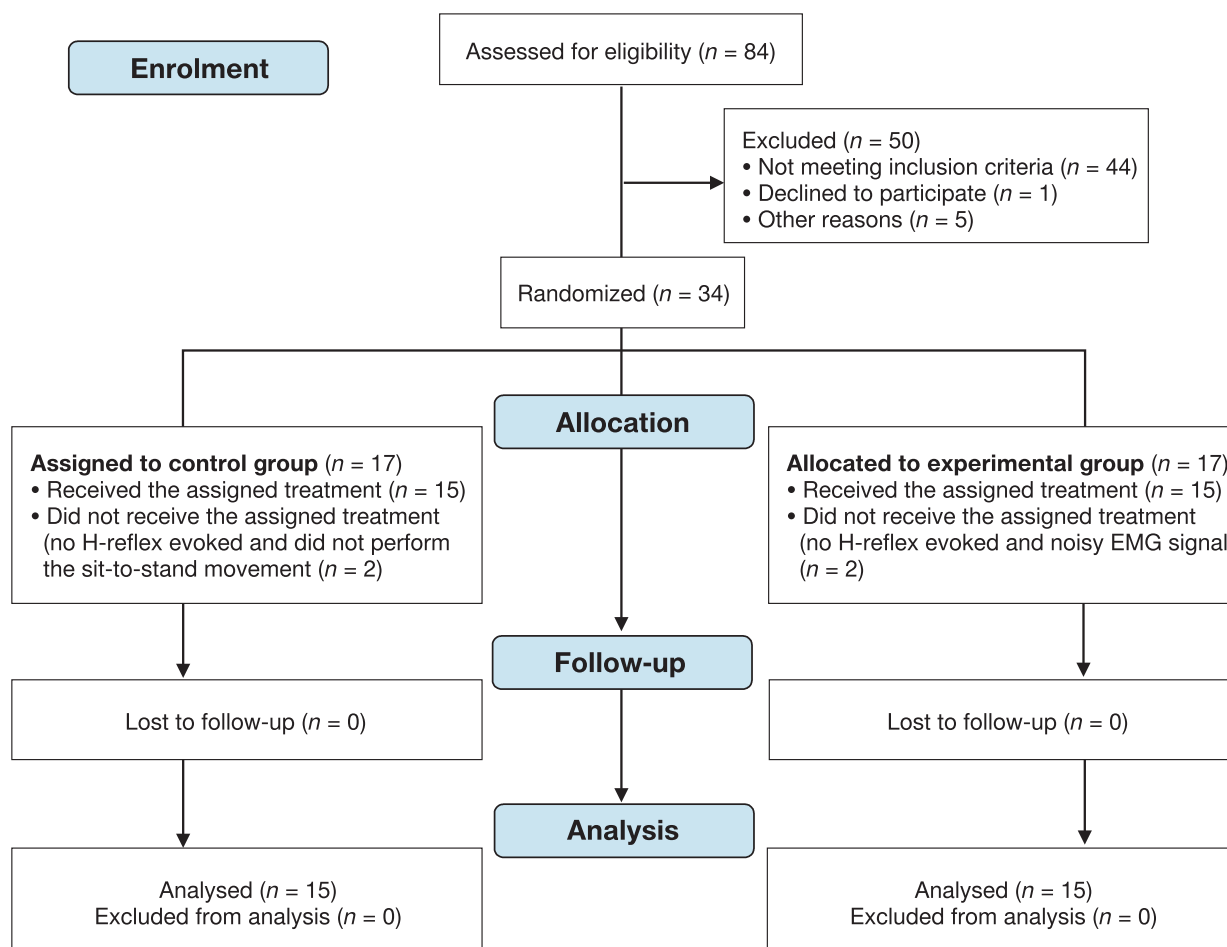 Enrolment
Assessed for eligibility (n = 84)
Excluded (n = 50)
• Not meeting inclusion criteria (n = 44)
• Declined to participate (n = 1)
• Other reasons (n = 5)
Randomized (n = 34)
Allocation
Assigned to control group (n = 17)
• Received the assigned treatment (n = 15)
• Did not receive the assigned treatment
(no H-reflex evoked and did not perform
the sit-to-stand movement (n = 2)
Allocated to experimental group (n = 17)
• Received the assigned treatment (n = 15)
• Did not receive the assigned treatment
(no H-reflex evoked and noisy EMG signal
(n = 2)
Follow-up
Lost to follow-up (n = 0)
Lost to follow-up (n = 0)
Analysis
Analysed (n = 15)
Excluded from analysis (n = 0)
Analysed (n = 15)
Excluded from analysis (n = 0)